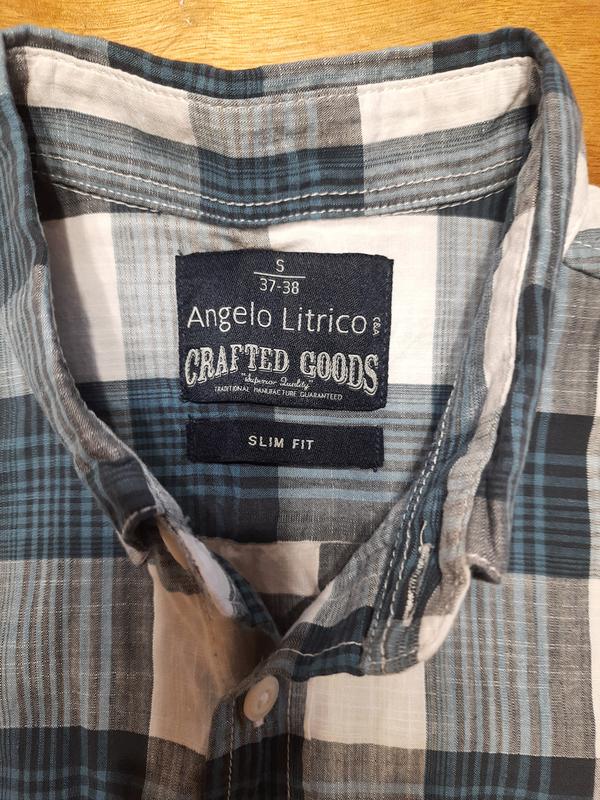 S
37-38
Angelo Litrico C&A
CRAFTED GOODS
"Superior Quality"
TRADITIONAL MANUFACTURE GUARANTEED
SLIM FIT